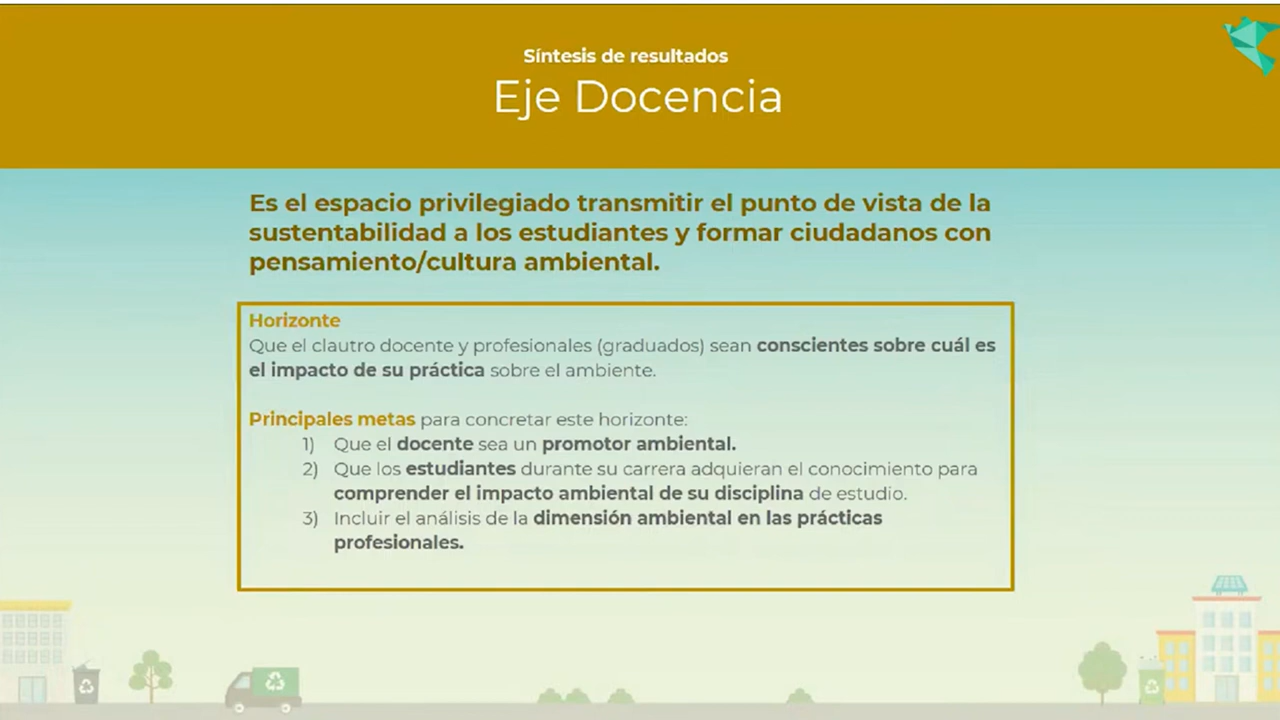 Síntesis de resultados
Eje Docencia
Es el espacio privilegiado transmitir el punto de vista de la
sustentabilidad a los estudiantes y formar ciudadanos con
pensamiento/cultura ambiental.
Horizonte
Que el clautro docente y profesionales (graduados) sean conscientes sobre cuál es
el impacto de su práctica sobre el ambiente.
Principales metas para concretar este horizonte:
1) Que el docente sea un promotor ambiental.
2) Que los estudiantes durante su carrera adquieran el conocimiento para
comprender el impacto ambiental de su disciplina de estudio.
3) Incluir el análisis de la dimensión ambiental en las prácticas
profesionales.